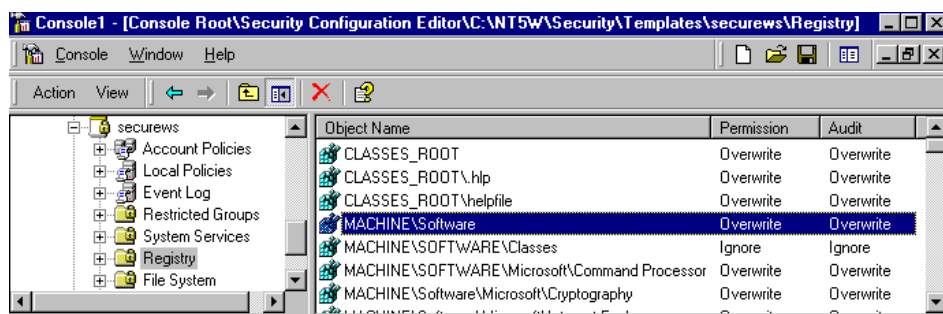 Console1 - [Console Root\Security Configuration Editor\C:\NT5W\Security\Templates\securews\Registry]
Console Window Help
Action View
securews
Account Policies
Local Policies
Event Log
Restricted Groups
System Services
Registry
File System
Object Name Permission Audit
CLASSES_ROOT Overwrite Overwrite
CLASSES_ROOT\.hlp Overwrite Overwrite
CLASSES_ROOT\helpfile Overwrite Overwrite
MACHINE\Software Overwrite Overwrite
MACHINE\SOFTWARE\Classes Ignore Ignore
MACHINE\SOFTWARE\Microsoft\Command Processor Overwrite Overwrite
MACHINE\Software\Microsoft\Cryptography Overwrite Overwrite